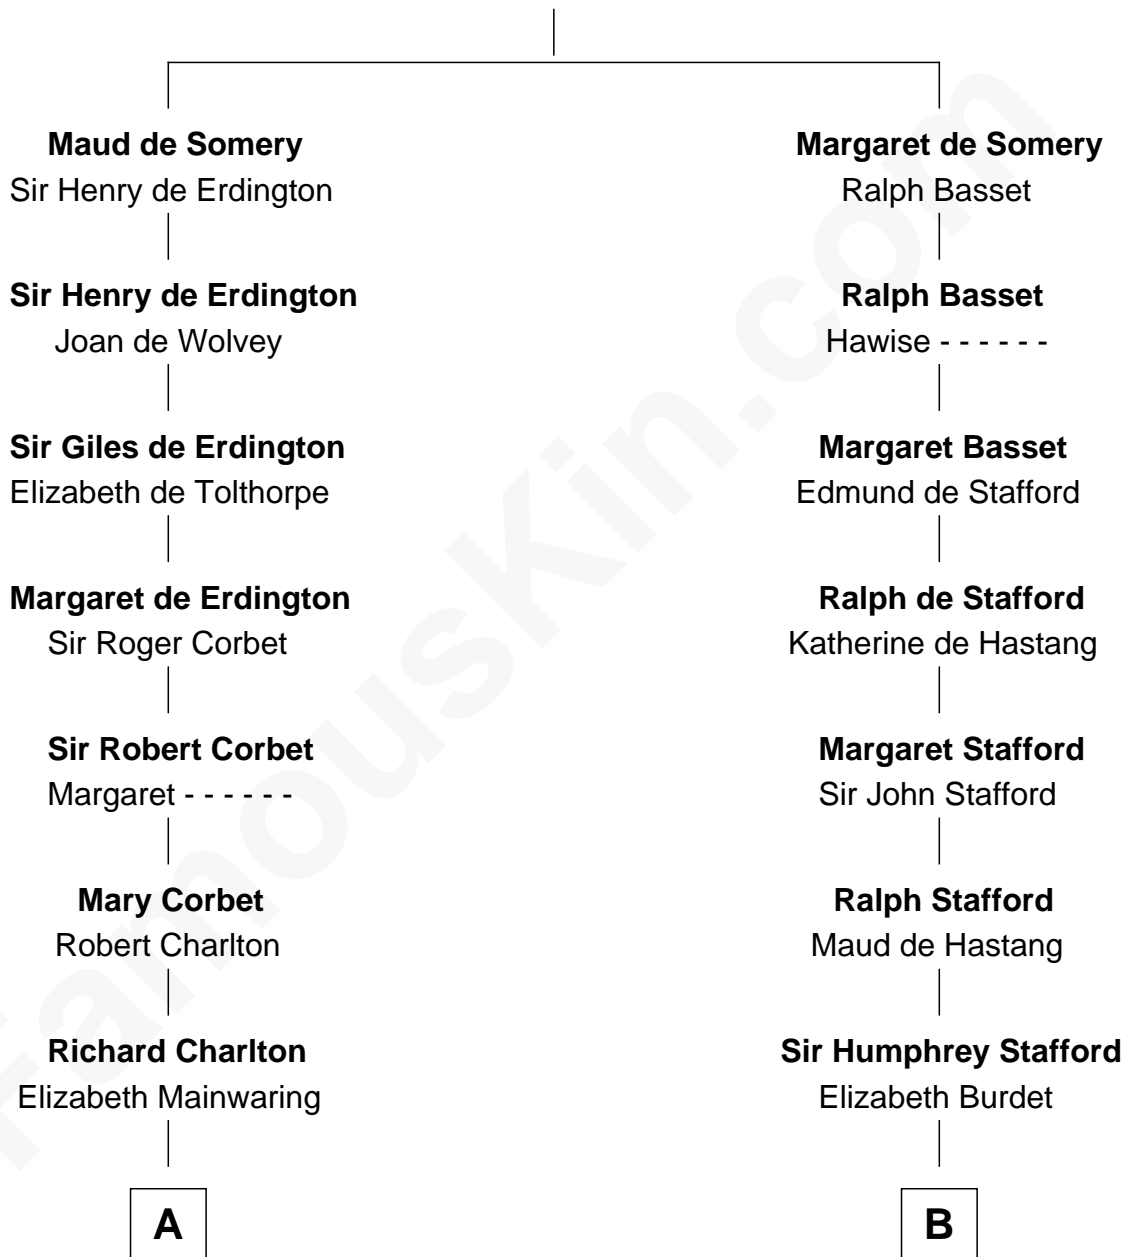 Maud de Somery
Sir Henry de Erdington
Sir Henry de Erdington
Joan de Wolvey
Sir Giles de Erdington
Elizabeth de Tolthorpe
Margaret de Erdington
Sir Roger Corbet
Sir Robert Corbet
Margaret - - - - - -
Mary Corbet
Robert Charlton
Richard Charlton
Elizabeth Mainwaring
A
Margaret de Somery
Ralph Basset
Ralph Basset
Hawise - - - - - -
Margaret Basset
Edmund de Stafford
Ralph de Stafford
Katherine de Hastang
Margaret Stafford
Sir John Stafford
Ralph Stafford
Maud de Hastang
Sir Humphrey Stafford
Elizabeth Burdet
B
FamousKin.com